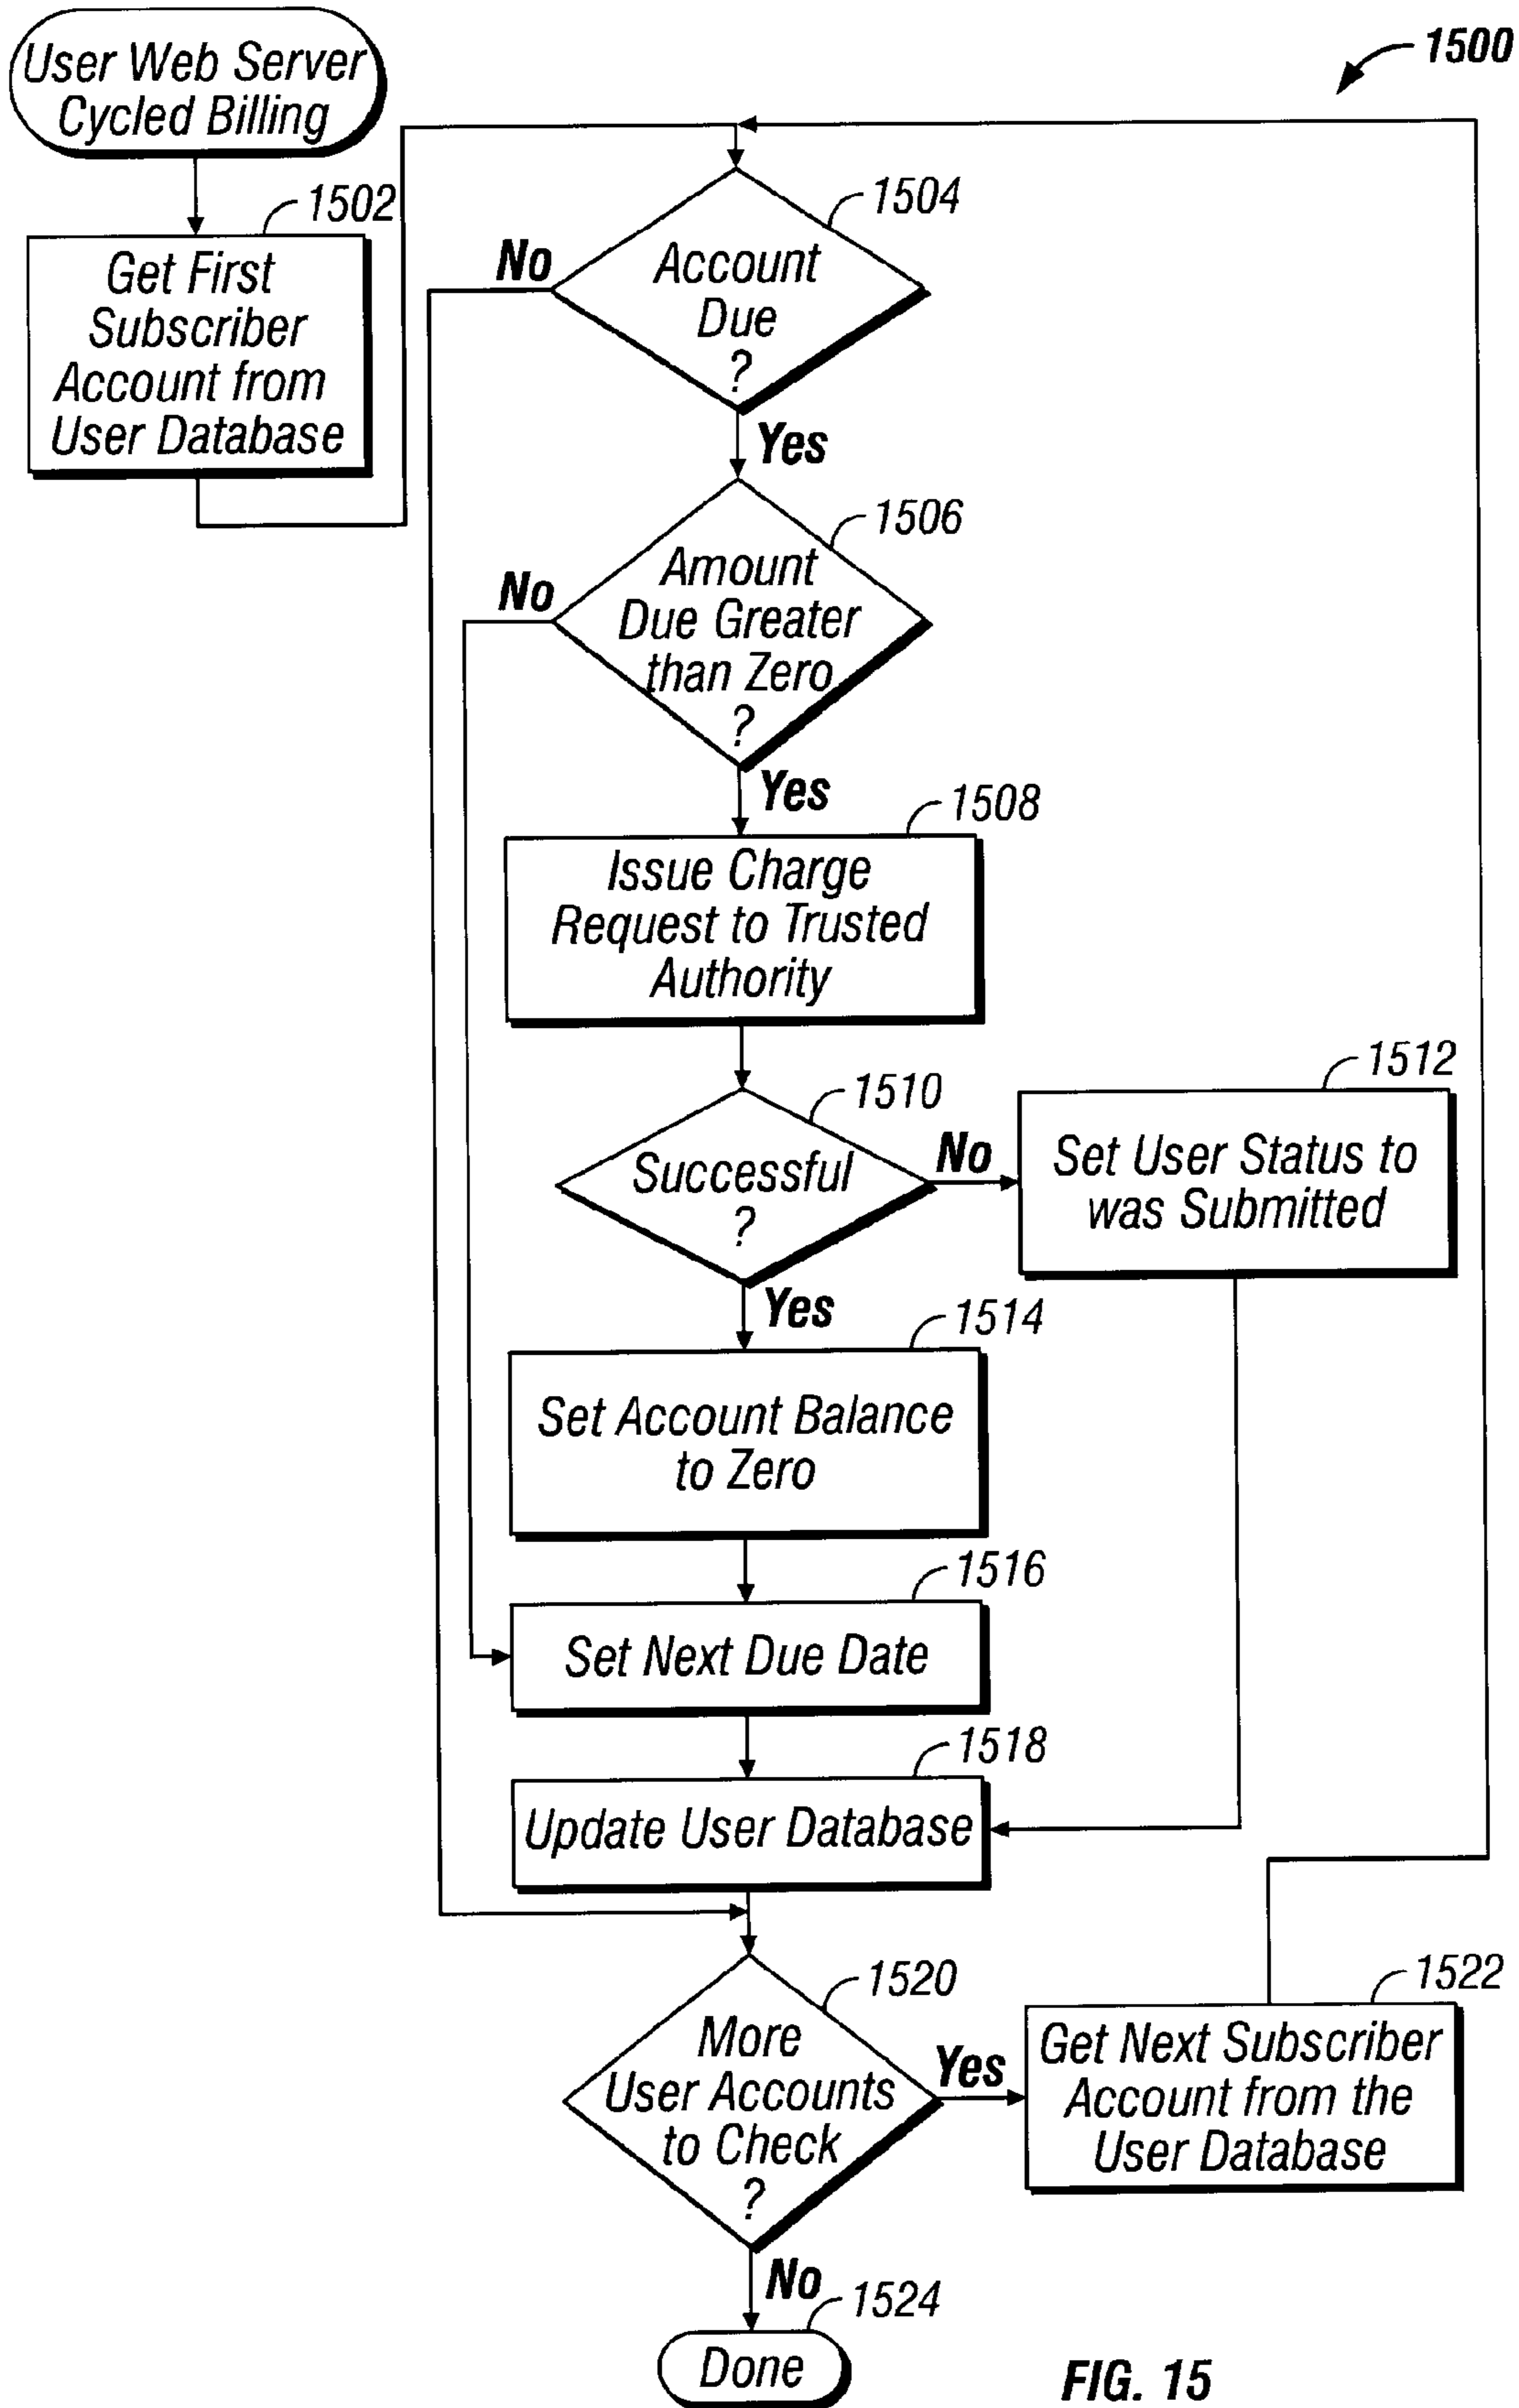 User Web Server
Cycled Billing
1500
1502
Get First
Subscriber
Account from
User Database
1504
Account
Due
?
No
Yes
1506
Amount
Due Greater
than Zero
?
No
Yes
1508
Issue Charge
Request to Trusted
Authority
1510
Successful
?
No
1512
Set User Status to
was Submitted
Yes
1514
Set Account Balance
to Zero
1516
Set Next Due Date
1518
Update User Database
1520
More
User Accounts
to Check
?
Yes
1522
Get Next Subscriber
Account from the
User Database
No
1524
Done
FIG. 15